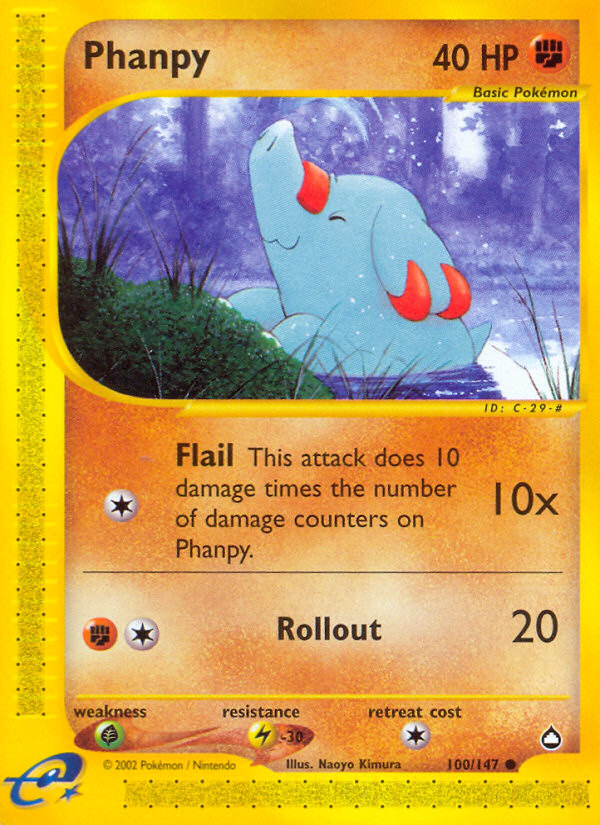 Phanpy 40 HP
Basic Pokémon
ID: C-29-#
Flail This attack does 10
damage times the number
of damage counters on
Phanpy.
10x
Rollout 20
weakness resistance retreat cost
-30
© 2002 Pokémon / Nintendo Illus. Naoyo Kimura 100/147
e